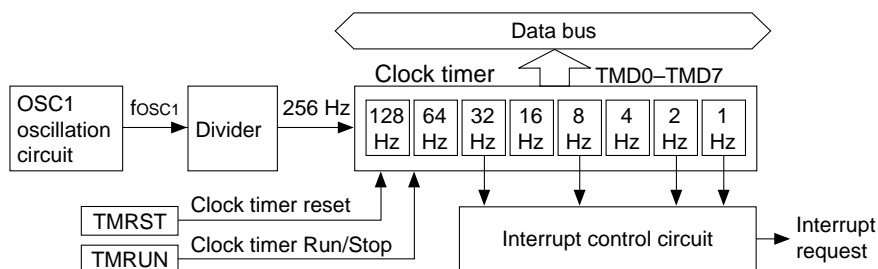 Data bus
Clock timer
TMD0–TMD7
OSC1
oscillation
circuit
fOSC1
Divider
256 Hz
128
Hz
64
Hz
32
Hz
16
Hz
8
Hz
4
Hz
2
Hz
1
Hz
TMRST
Clock timer reset
TMRUN
Clock timer Run/Stop
Interrupt control circuit
Interrupt
request